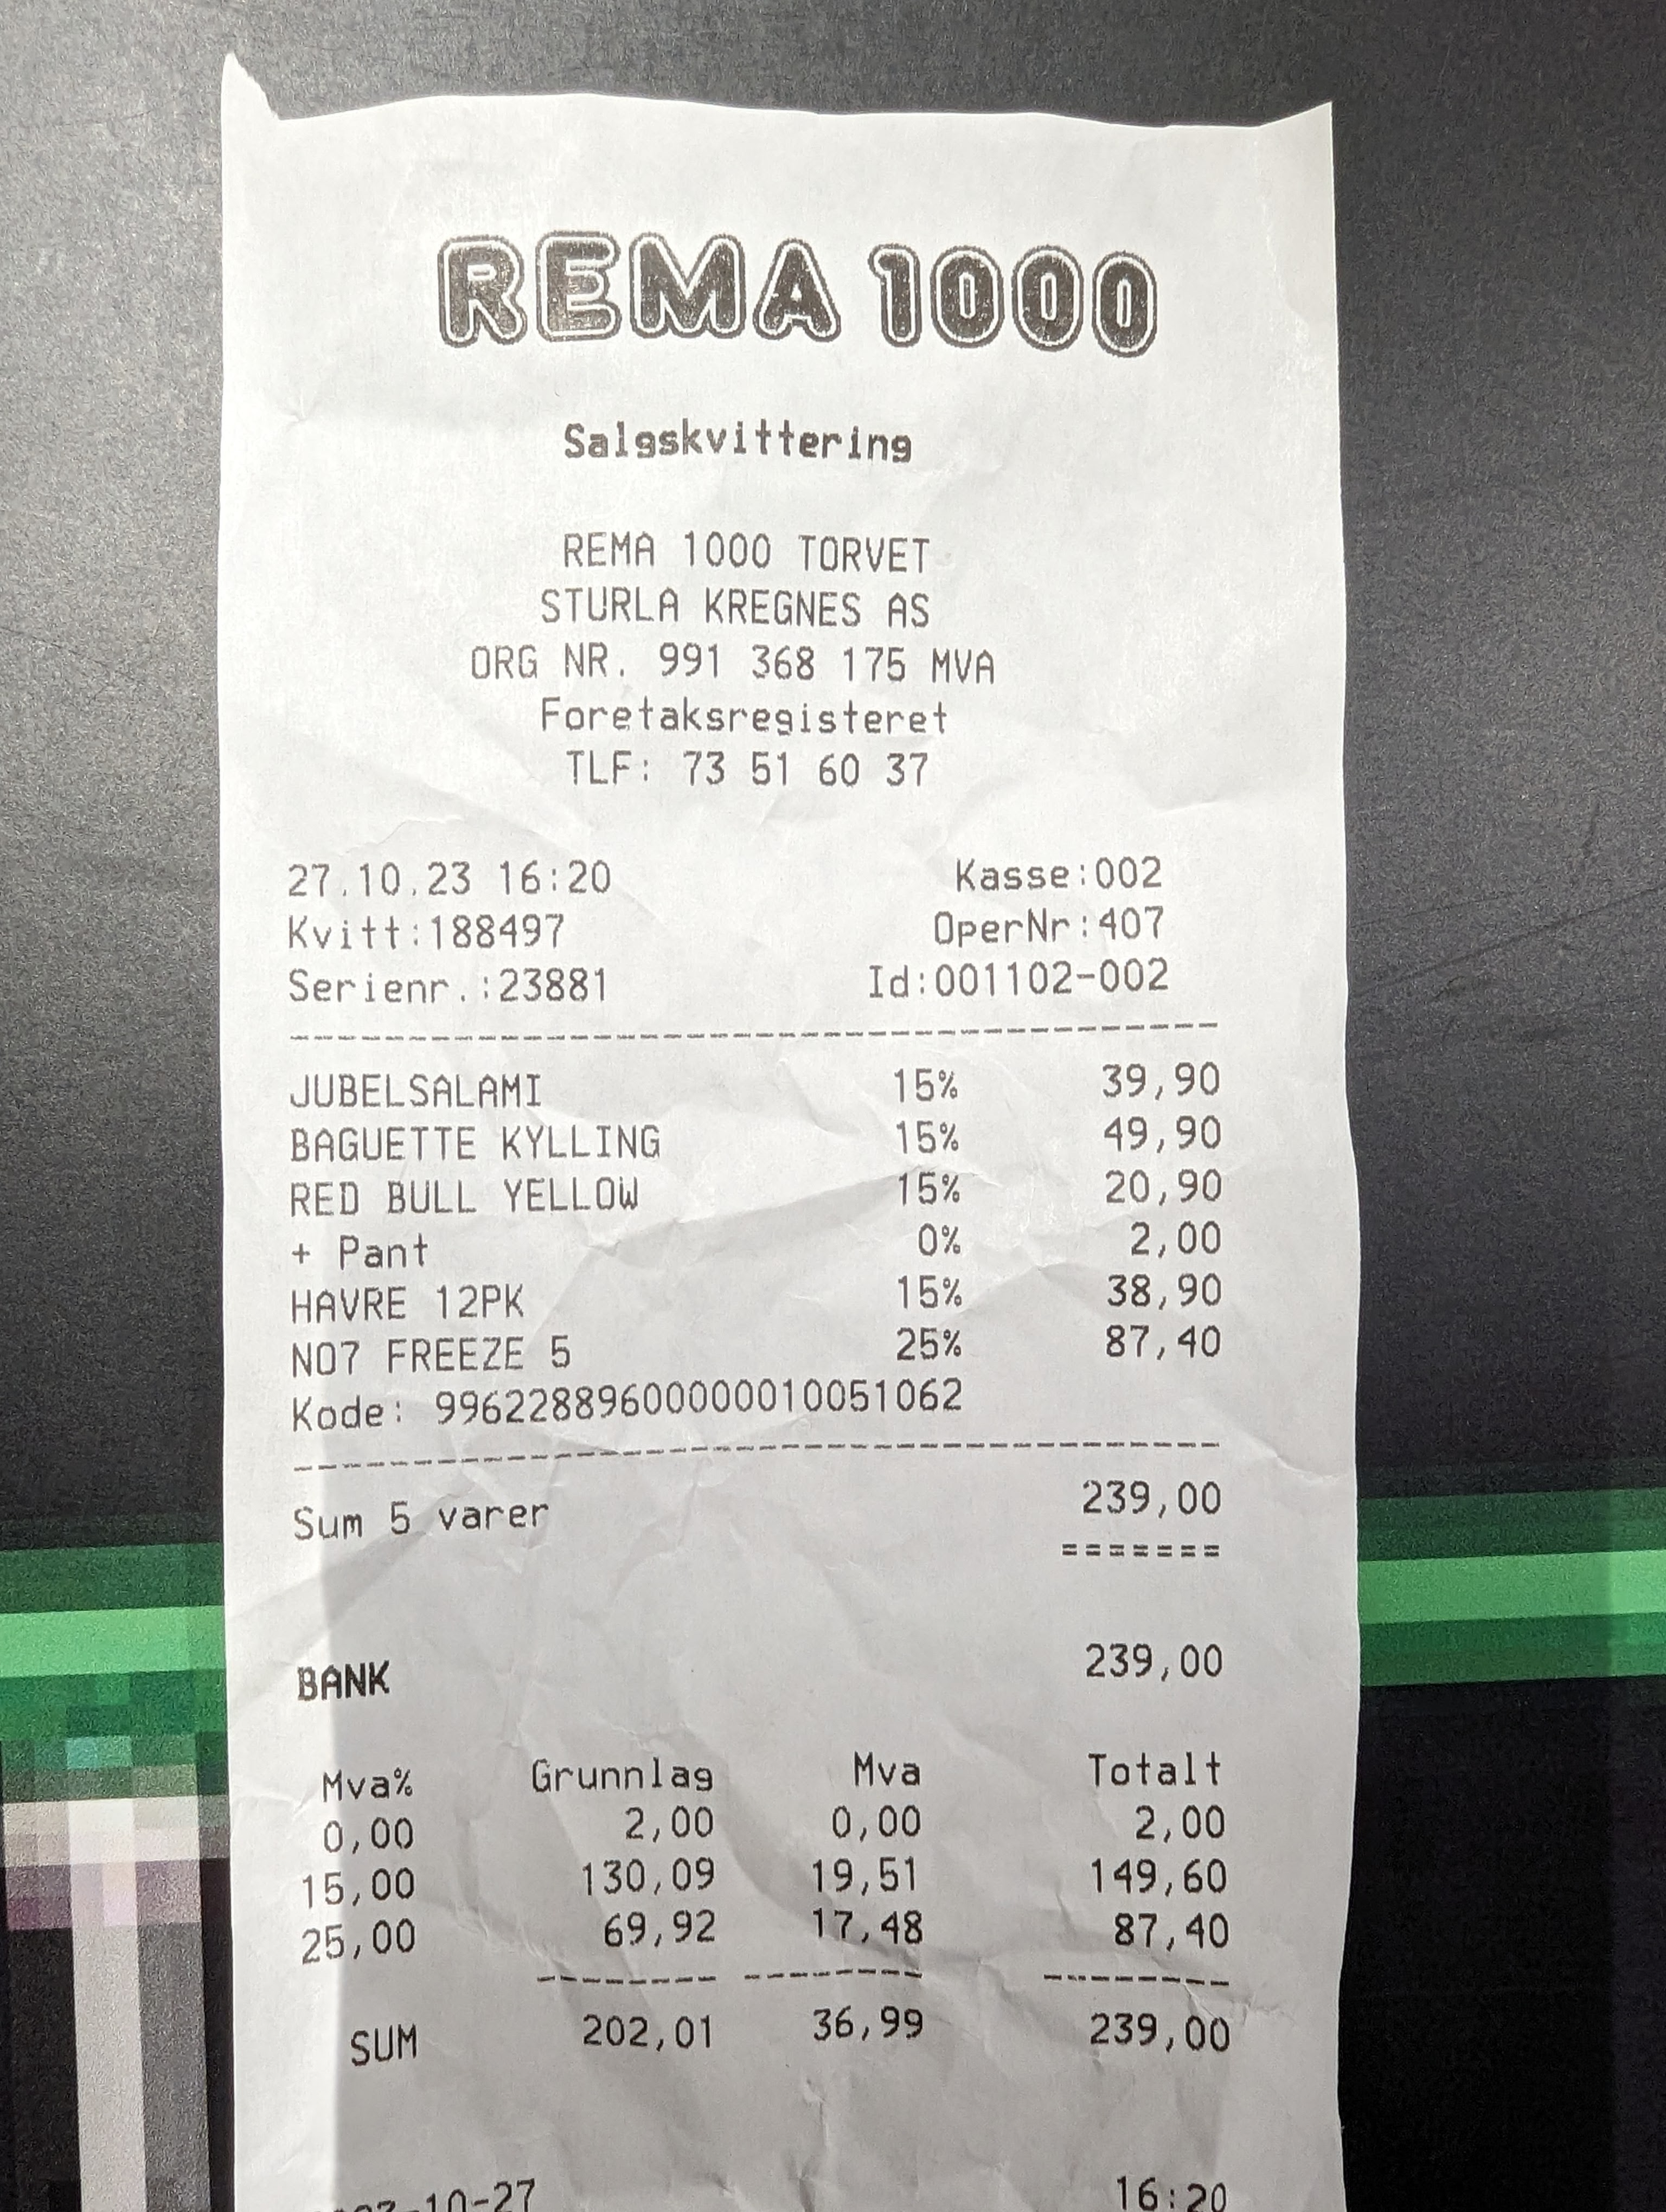 REMA 1000
Salgskvittering
REMA 1000 TORVET
STURLA KREGNES AS
ORG NR. 991 368 175 MVA
Foretaksregisteret
TLF: 73 51 60 37
27.10.23 16:20 Kasse:002
Kvitt:188497 OperNr:407
Serienr.:23881 Id:001102-002
JUBELSALAMI 15% 39,90
BAGUETTE KYLLING 15% 49,90
RED BULL YELLOW 15% 20,90
+ Pant 0% 2,00
HAVRE 12PK 15% 38,90
NO7 FREEZE 5 25% 87,40
Kode: 9962288960000010051062
Sum 5 varer 239,00
=======
BANK 239,00
Mva% Grunnlag Mva Totalt
0,00 2,00 0,00 2,00
15,00 130,09 19,51 149,60
25,00 69,92 17,48 87,40
SUM 202,01 36,99 239,00
16:20